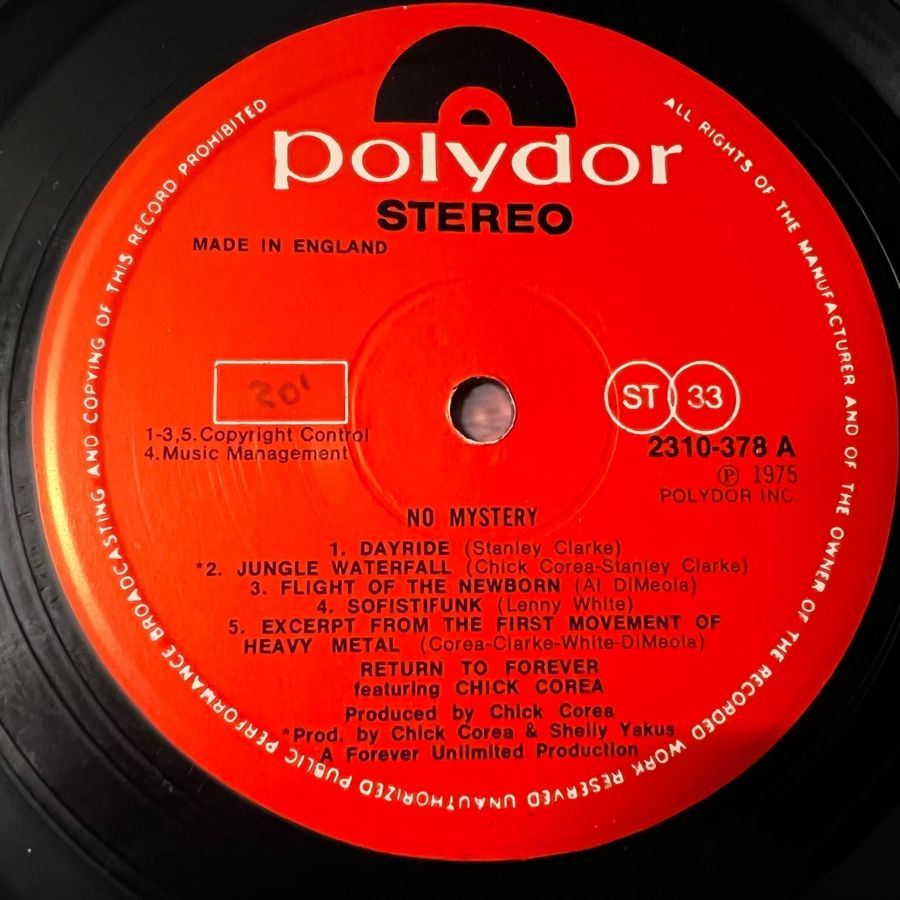 polydor
STEREO
MADE IN ENGLAND
201
ST 33
1-3,5.Copyright Control
4.Music Management
2310-378 A
℗ 1975
POLYDOR INC.
NO MYSTERY
1. DAYRIDE (Stanley Clarke)
*2. JUNGLE WATERFALL (Chick Corea-Stanley Clarke)
3. FLIGHT OF THE NEWBORN (Al DiMeola)
4. SOFISTIFUNK (Lenny White)
5. EXCERPT FROM THE FIRST MOVEMENT OF
HEAVY METAL (Corea-Clarke-White-DiMeola)
RETURN TO FOREVER
featuring CHICK COREA
Produced by Chick Corea
*Prod. by Chick Corea & Shelly Yakus
A Forever Unlimited Production
ALL RIGHTS OF THE MANUFACTURER AND OF THE OWNER OF THE RECORDED WORK RESERVED UNAUTHORIZED PUBLIC PERFORMANCE BROADCASTING AND COPYING OF THIS RECORD PROHIBITED